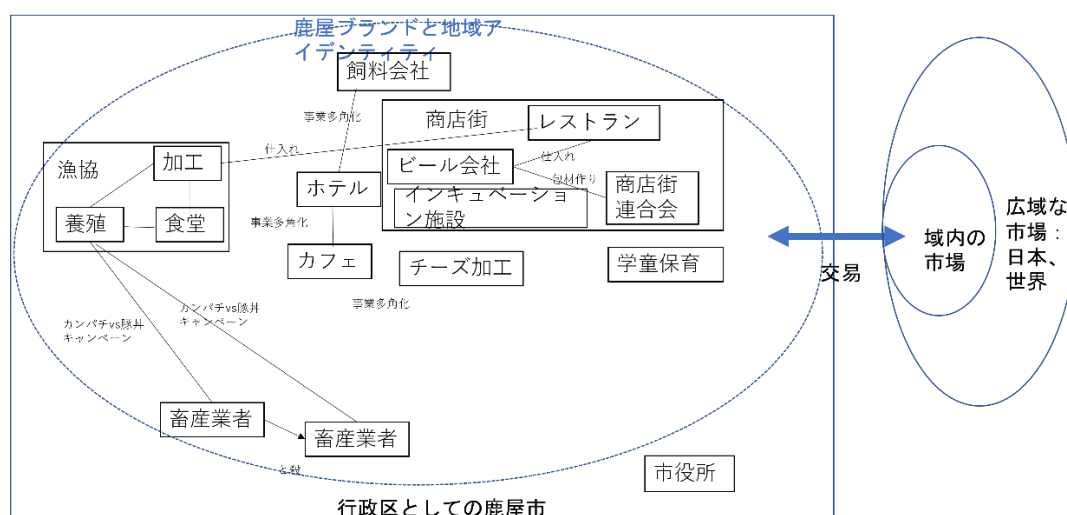 鹿屋ブランドと地域ア
イデンティティ
飼料会社
事業多角化
商店街
レストラン
仕入れ
漁協
加工
ビール会社
仕入れ
包材作り
ホテル
インキュベーショ
ン施設
商店街
連合会
養殖
食堂
事業多角化
カフェ
チーズ加工
学童保育
事業多角化
カンパチvs豚丼
キャンペーン
カンパチvs豚丼
キャンペーン
畜産業者
畜産業者
と殺
市役所
行政区としての鹿屋市
交易
域内の
市場
広域な
市場：
日本、
世界